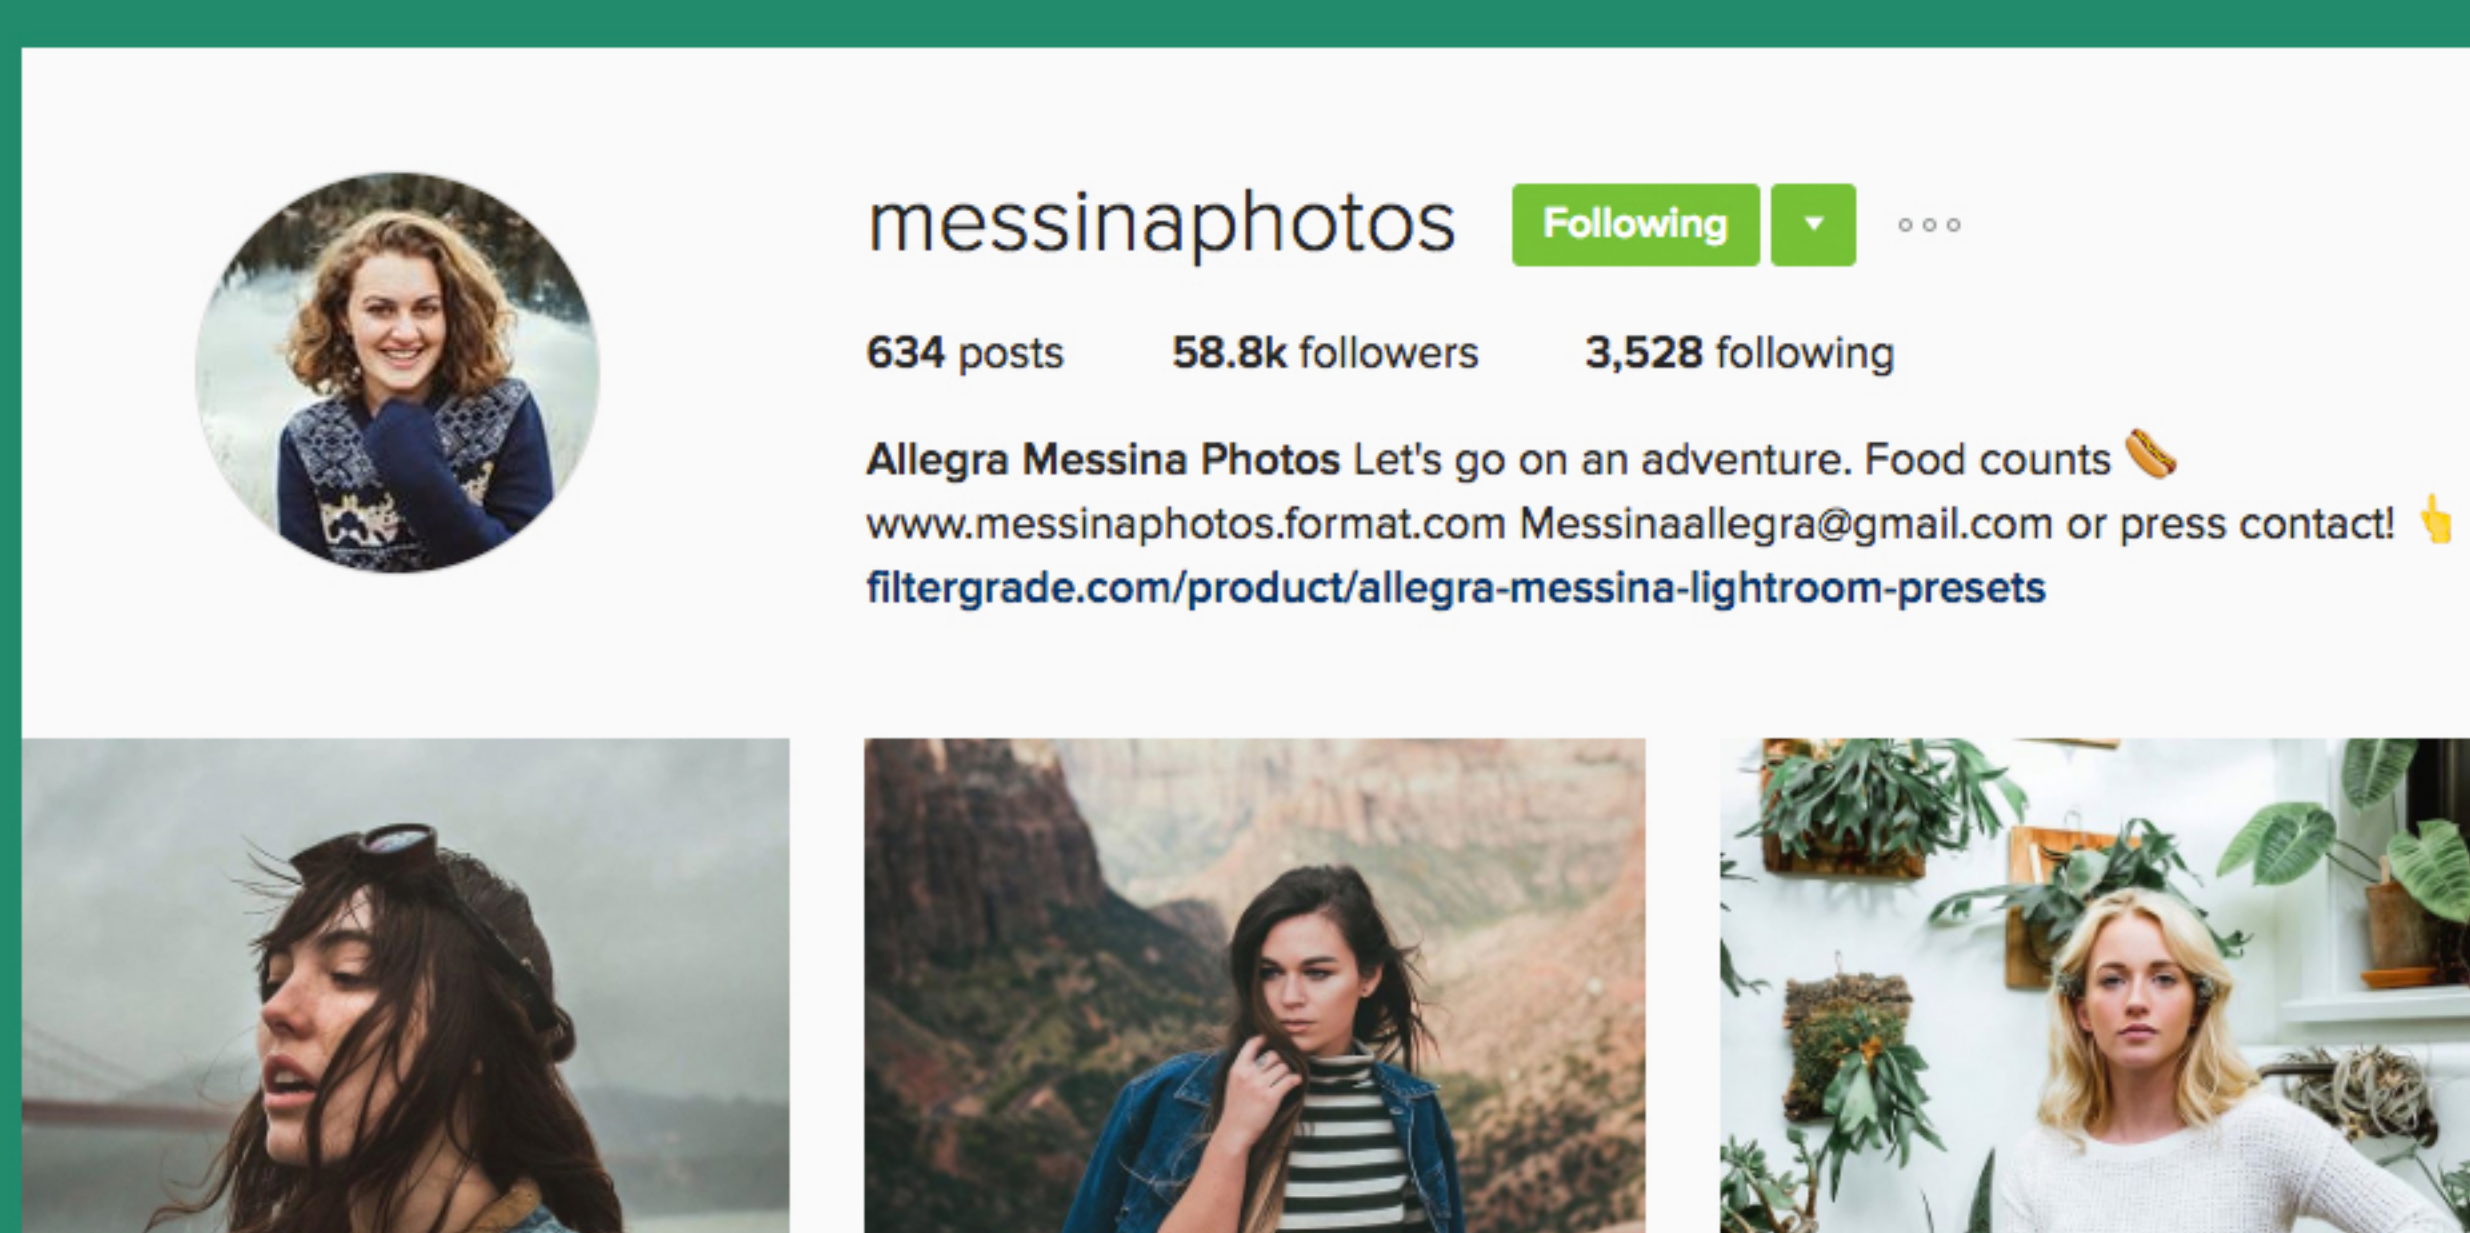 messinaphotos Following
634 posts 58.8k followers 3,528 following
Allegra Messina Photos Let's go on an adventure. Food counts 🌭
www.messinaphotos.format.com Messinaallegra@gmail.com or press contact! 👆
filtergrade.com/product/allegra-messina-lightroom-presets